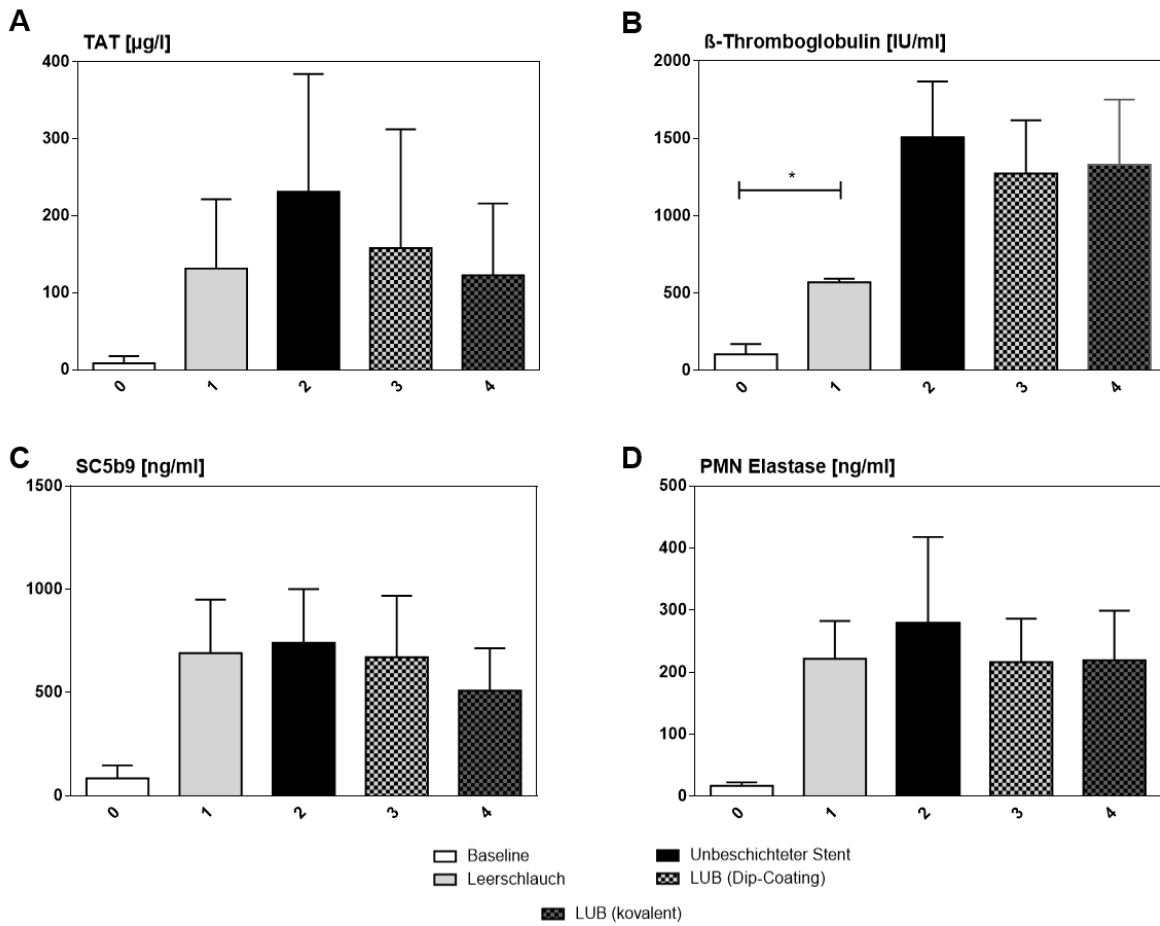 A
TAT [µg/l]
400
300
200
100
0
0 1 2 3 4
B
ß-Thromboglobulin [IU/ml]
2000
1500
1000
500
0
*
0 1 2 3 4
C
SC5b9 [ng/ml]
1500
1000
500
0
0 1 2 3 4
D
PMN Elastase [ng/ml]
500
400
300
200
100
0
0 1 2 3 4
Baseline
Leerschlauch
Unbeschichteter Stent
LUB (Dip-Coating)
LUB (kovalent)